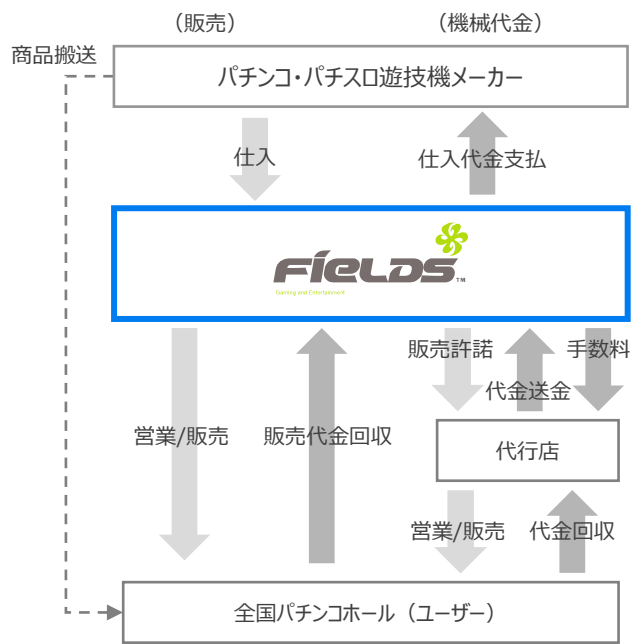 （販売）
（機械代金）
商品搬送
パチンコ・パチスロ遊技機メーカー
仕入
仕入代金支払
FIELDS™
Gaming and Entertainment
販売許諾
手数料
代金送金
営業/販売
販売代金回収
代行店
営業/販売
代金回収
全国パチンコホール（ユーザー）